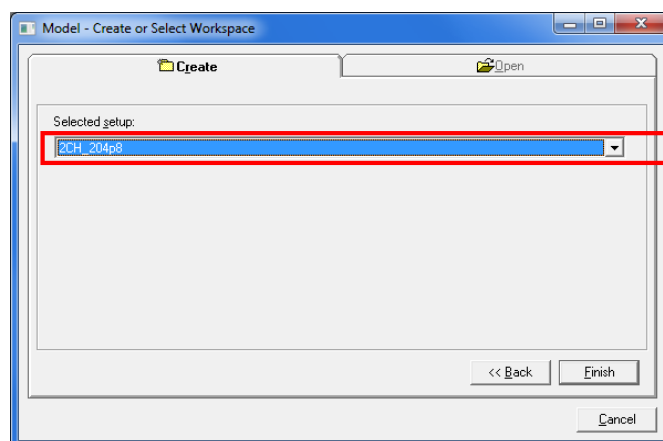 Model - Create or Select Workspace
Create
Open
Selected setup:
2CH_204p8
<< Back
Finish
Cancel